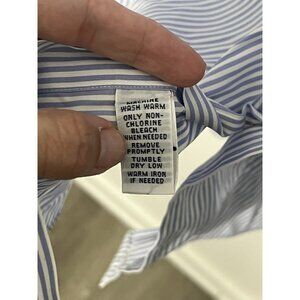 MACHINE
WASH WARM
ONLY NON-
CHLORINE
BLEACH
WHEN NEEDED
REMOVE
PROMPTLY
TUMBLE
DRY LOW
WARM IRON
IF NEEDED